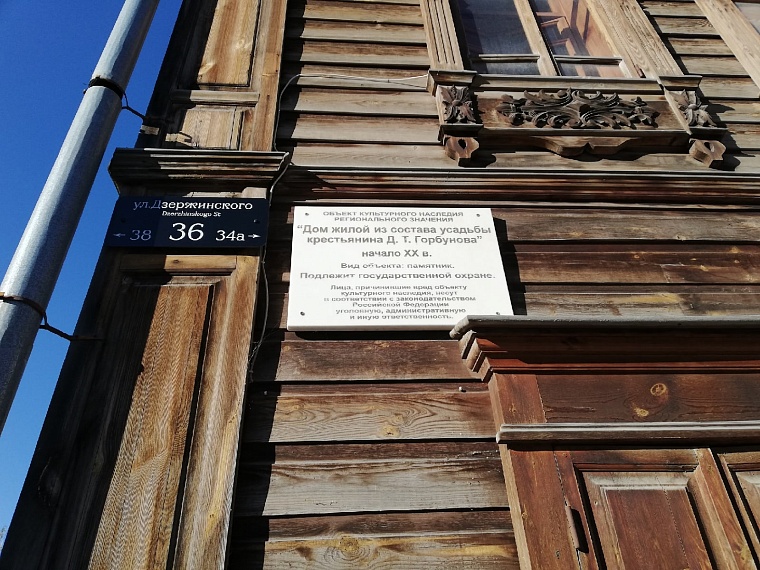 ул.Дзержинского
Dzerzhinskogo St
← 38 36 34а →
ОБЪЕКТ КУЛЬТУРНОГО НАСЛЕДИЯ
РЕГИОНАЛЬНОГО ЗНАЧЕНИЯ
"Дом жилой из состава усадьбы
крестьянина Д. Т. Горбунова"
начало XX в.
Вид объекта: памятник.
Подлежит государственной охране.
Лица, причинившие вред объекту
культурного наследия, несут
в соответствии с законодательством
Российской Федерации
уголовную, административную
и иную ответственность.